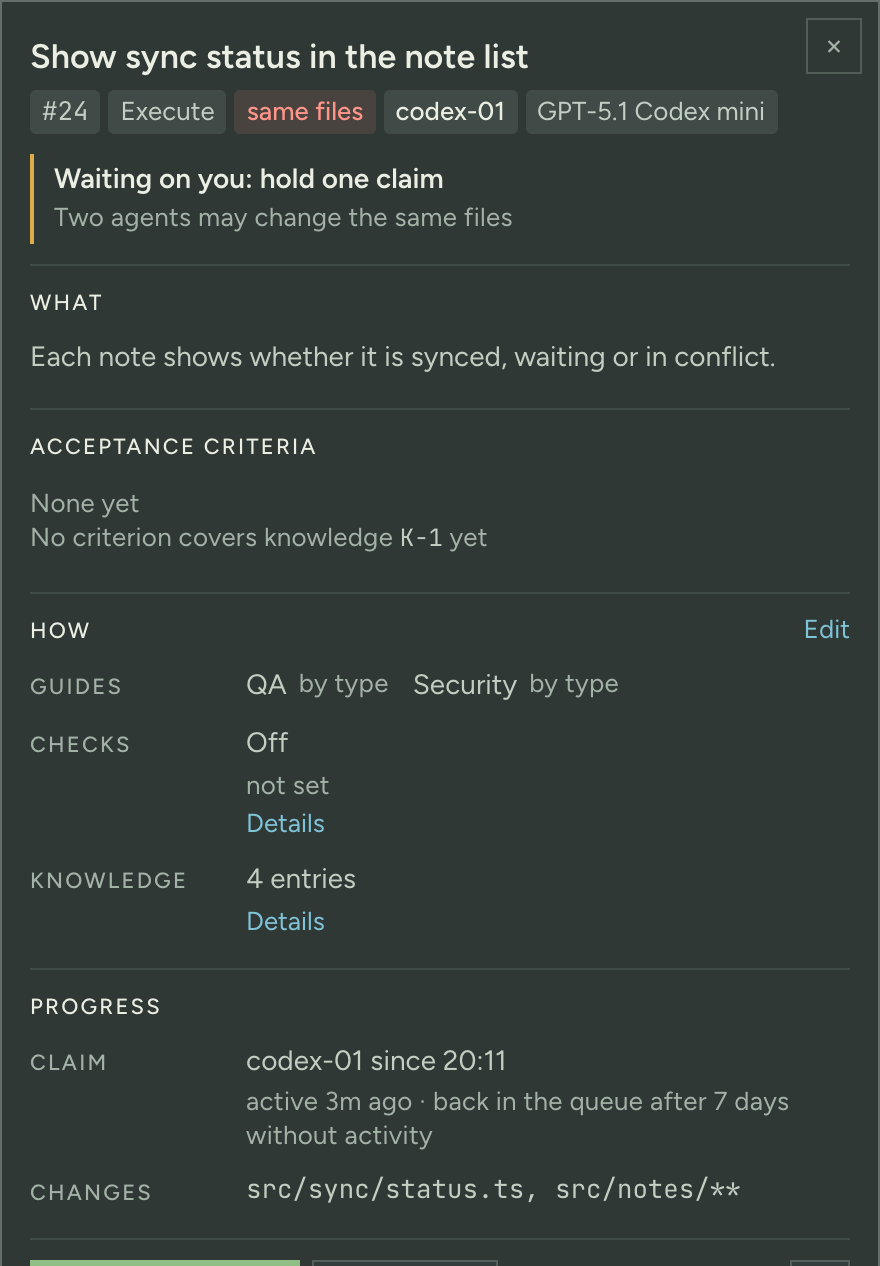 Show sync status in the note list
×
#24 Execute same files codex-01 GPT-5.1 Codex mini
Waiting on you: hold one claim
Two agents may change the same files
WHAT
Each note shows whether it is synced, waiting or in conflict.
ACCEPTANCE CRITERIA
None yet
No criterion covers knowledge K-1 yet
HOW Edit
GUIDES QA by type Security by type
CHECKS Off
not set
Details
KNOWLEDGE 4 entries
Details
PROGRESS
CLAIM codex-01 since 20:11
active 3m ago · back in the queue after 7 days
without activity
CHANGES src/sync/status.ts, src/notes/**